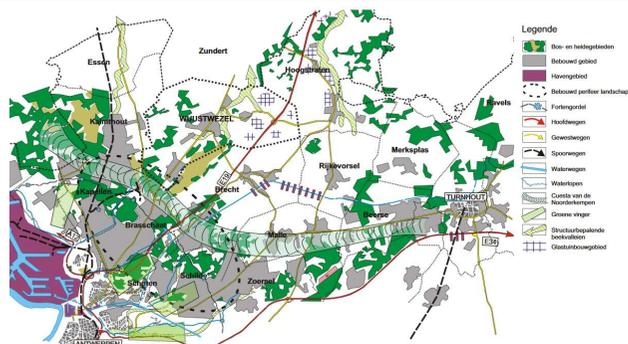 Zundert
Essen
Hoogstraten
Kalmthout
WUUSTWEZEL
Ravels
Merksplas
Rijkevorsel
E19
Kapellen
Brecht
TURNHOUT
Beerse
Brasschaat
Malle
E34
Schilde
Zoersel
Schoten
ANTWERPEN
Legende
Bos- en heidegebieden
Bebouwd gebied
Havengebied
Bebouwd perifeer landschap
Fortengordel
Hoofdwegen
Gewestwegen
Spoorwegen
Waterwegen
Waterlopen
Cuesta van de
Noorderkempen
Groene vinger
Structuurbepalende
beekvalleien
Glastuinbouwgebied